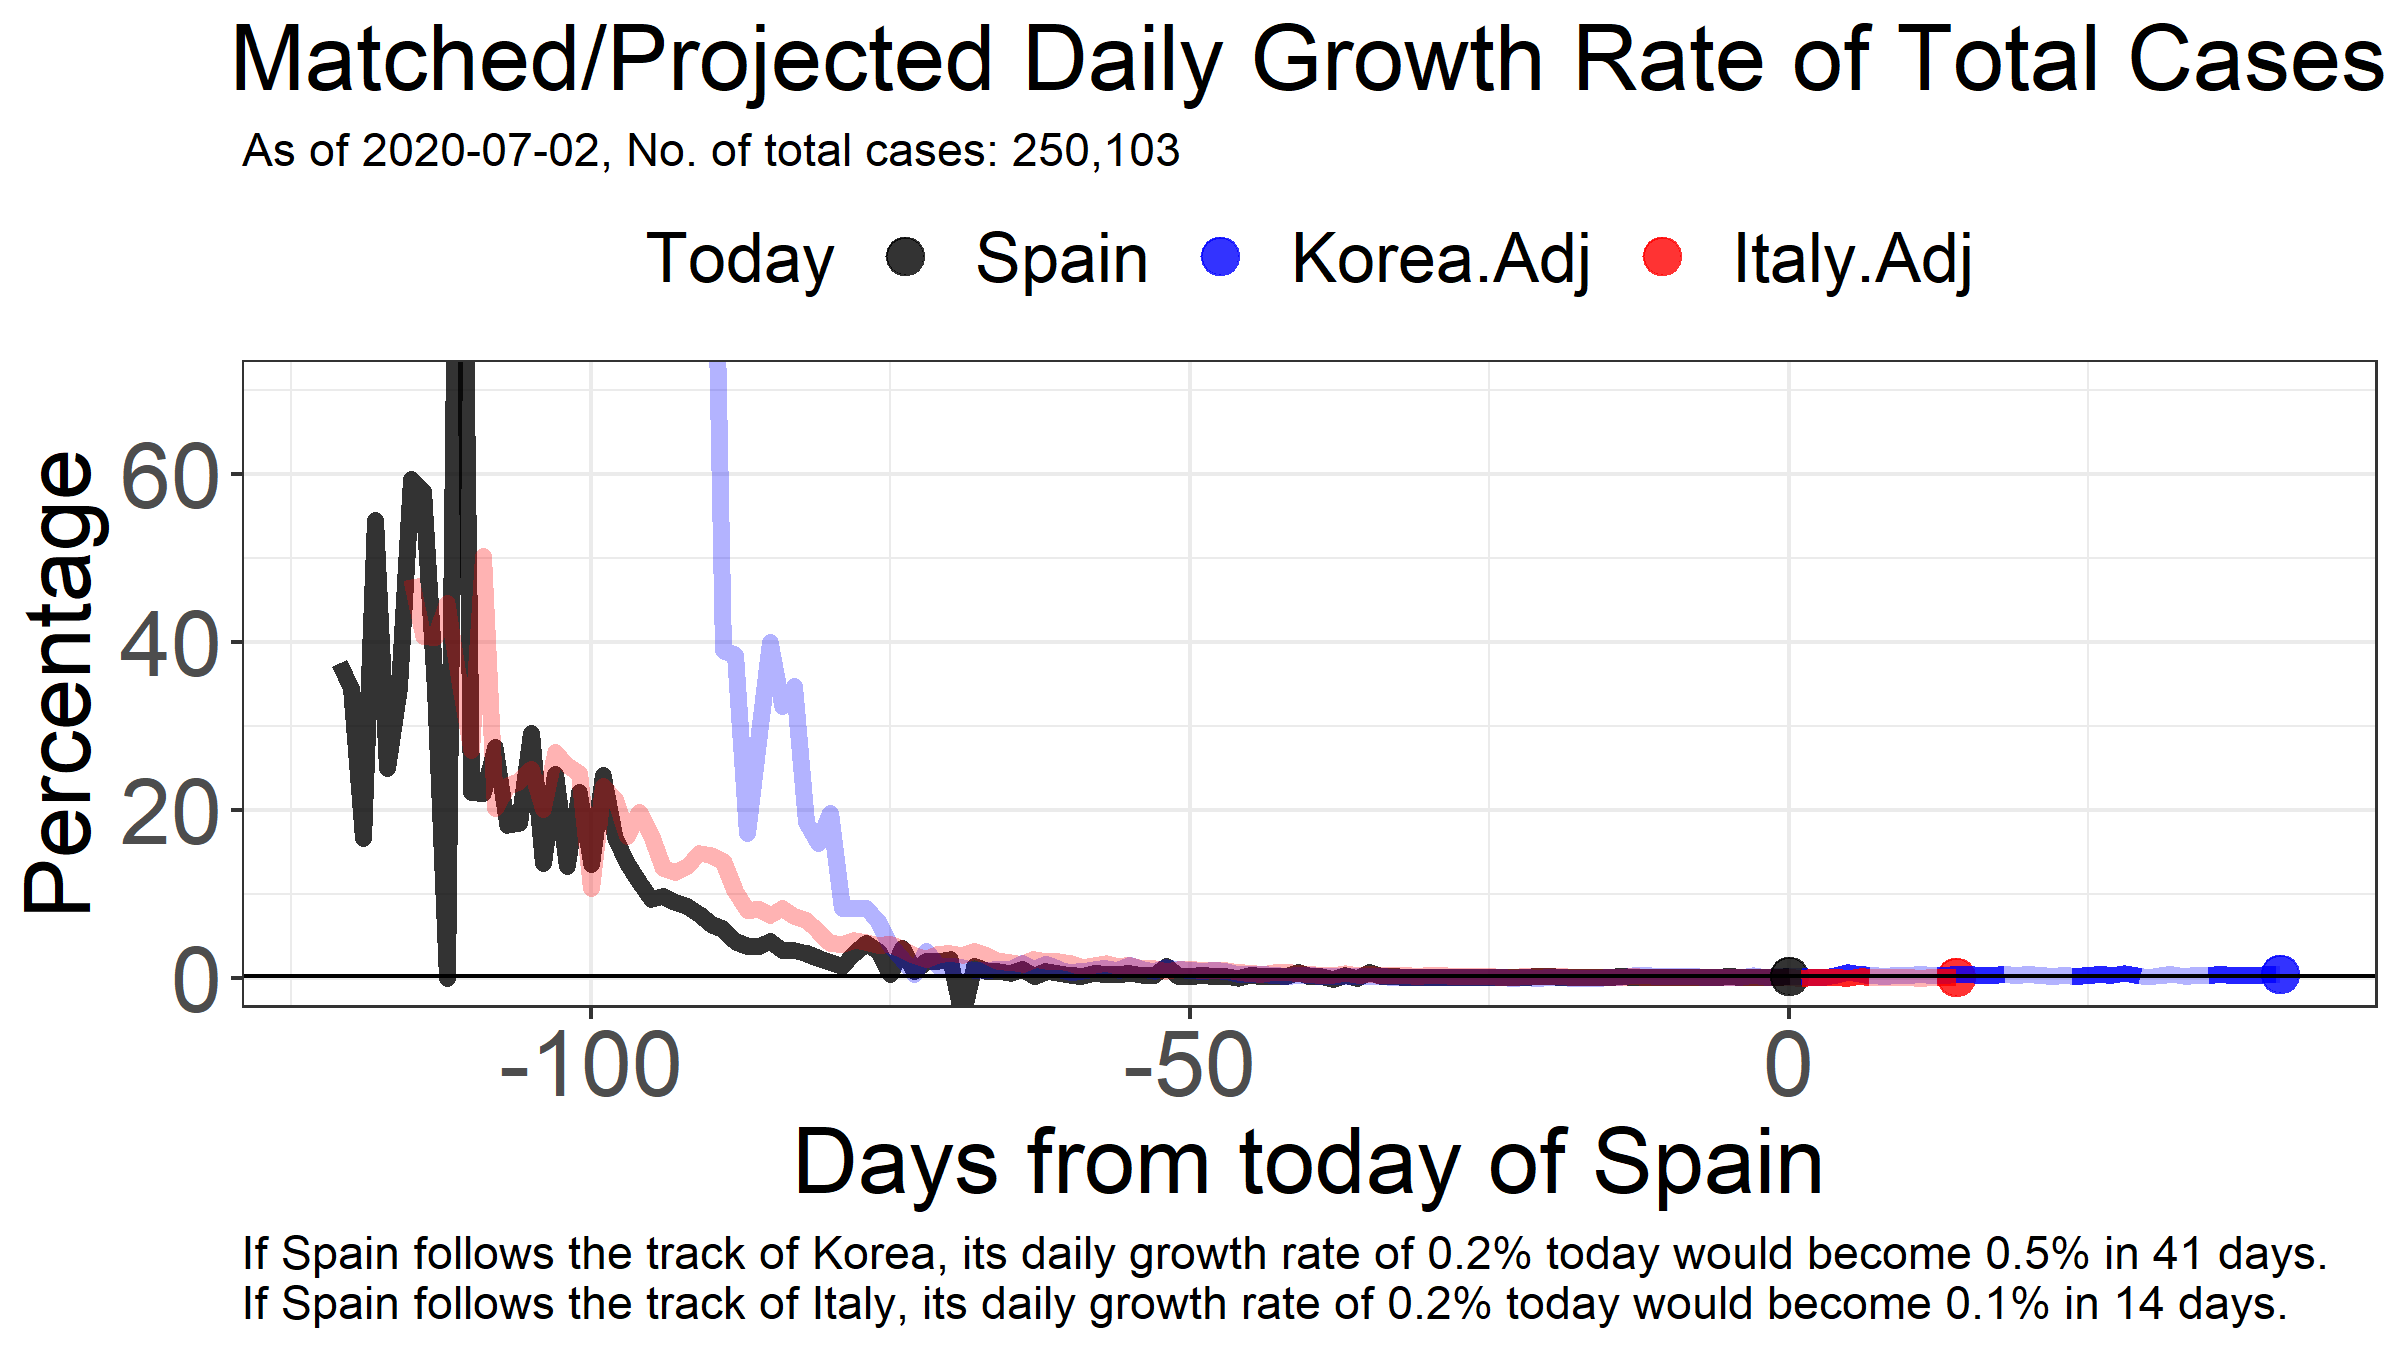 Matched/Projected Daily Growth Rate of Total Cases
As of 2020-07-02, No. of total cases: 250,103
Today Spain Korea.Adj Italy.Adj
Percentage
60
40
20
0
-100 -50 0
Days from today of Spain
If Spain follows the track of Korea, its daily growth rate of 0.2% today would become 0.5% in 41 days.
If Spain follows the track of Italy, its daily growth rate of 0.2% today would become 0.1% in 14 days.